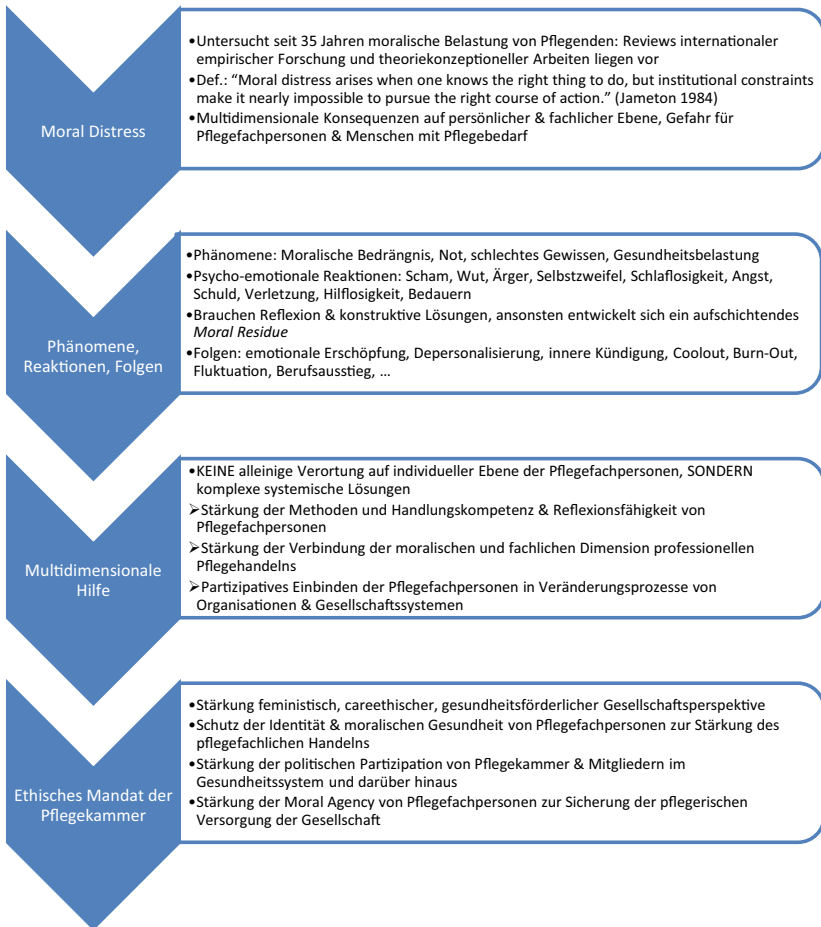 Moral Distress
•Untersucht seit 35 Jahren moralische Belastung von Pflegenden: Reviews internationaler
empirischer Forschung und theoriekonzeptioneller Arbeiten liegen vor
•Def.: “Moral distress arises when one knows the right thing to do, but institutional constraints
make it nearly impossible to pursue the right course of action.” (Jameton 1984)
•Multidimensionale Konsequenzen auf persönlicher & fachlicher Ebene, Gefahr für
Pflegefachpersonen & Menschen mit Pflegebedarf
Phänomene,
Reaktionen, Folgen
•Phänomene: Moralische Bedrängnis, Not, schlechtes Gewissen, Gesundheitsbelastung
•Psycho-emotionale Reaktionen: Scham, Wut, Ärger, Selbstzweifel, Schlaflosigkeit, Angst,
Schuld, Verletzung, Hilflosigkeit, Bedauern
•Brauchen Reflexion & konstruktive Lösungen, ansonsten entwickelt sich ein aufschichtendes
Moral Residue
•Folgen: emotionale Erschöpfung, Depersonalisierung, innere Kündigung, Coolout, Burn-Out,
Fluktuation, Berufsausstieg, ...
Multidimensionale
Hilfe
•KEINE alleinige Verortung auf individueller Ebene der Pflegefachpersonen, SONDERN
komplexe systemische Lösungen
➢Stärkung der Methoden und Handlungskompetenz & Reflexionsfähigkeit von
Pflegefachpersonen
➢Stärkung der Verbindung der moralischen und fachlichen Dimension professionellen
Pflegehandelns
➢Partizipatives Einbinden der Pflegefachpersonen in Veränderungsprozesse von
Organisationen & Gesellschaftssystemen
Ethisches Mandat der
Pflegekammer
•Stärkung feministisch, careethischer, gesundheitsförderlicher Gesellschaftsperspektive
•Schutz der Identität & moralischen Gesundheit von Pflegefachpersonen zur Stärkung des
pflegefachlichen Handelns
•Stärkung der politischen Partizipation von Pflegekammer & Mitgliedern im
Gesundheitssystem und darüber hinaus
•Stärkung der Moral Agency von Pflegefachpersonen zur Sicherung der pflegerischen
Versorgung der Gesellschaft